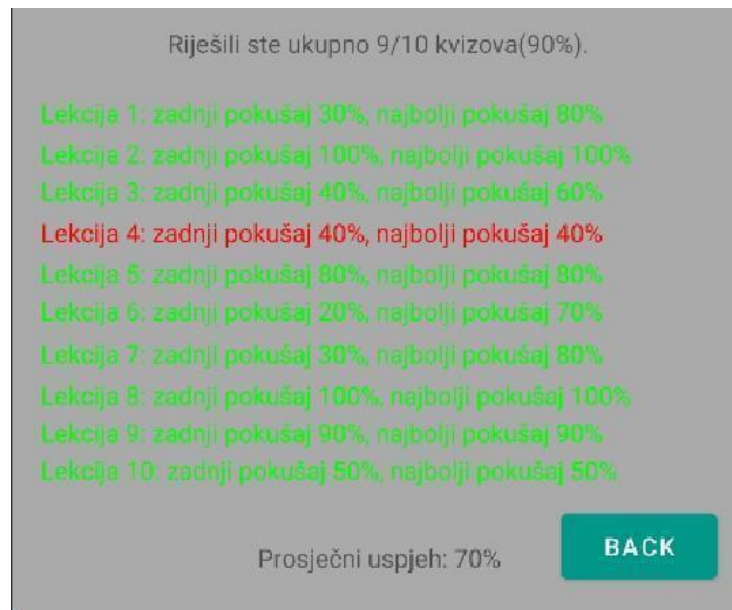 Riješili ste ukupno 9/10 kvizova(90%).
Lekcija 1: zadnji pokušaj 30%, najbolji pokušaj 80%
Lekcija 2: zadnji pokušaj 100%, najbolji pokušaj 100%
Lekcija 3: zadnji pokušaj 40%, najbolji pokušaj 60%
Lekcija 4: zadnji pokušaj 40%, najbolji pokušaj 40%
Lekcija 5: zadnji pokušaj 80%, najbolji pokušaj 80%
Lekcija 6: zadnji pokušaj 20%, najbolji pokušaj 70%
Lekcija 7: zadnji pokušaj 30%, najbolji pokušaj 80%
Lekcija 8: zadnji pokušaj 100%, najbolji pokušaj 100%
Lekcija 9: zadnji pokušaj 90%, najbolji pokušaj 90%
Lekcija 10: zadnji pokušaj 50%, najbolji pokušaj 50%
Prosječni uspjeh: 70%
BACK